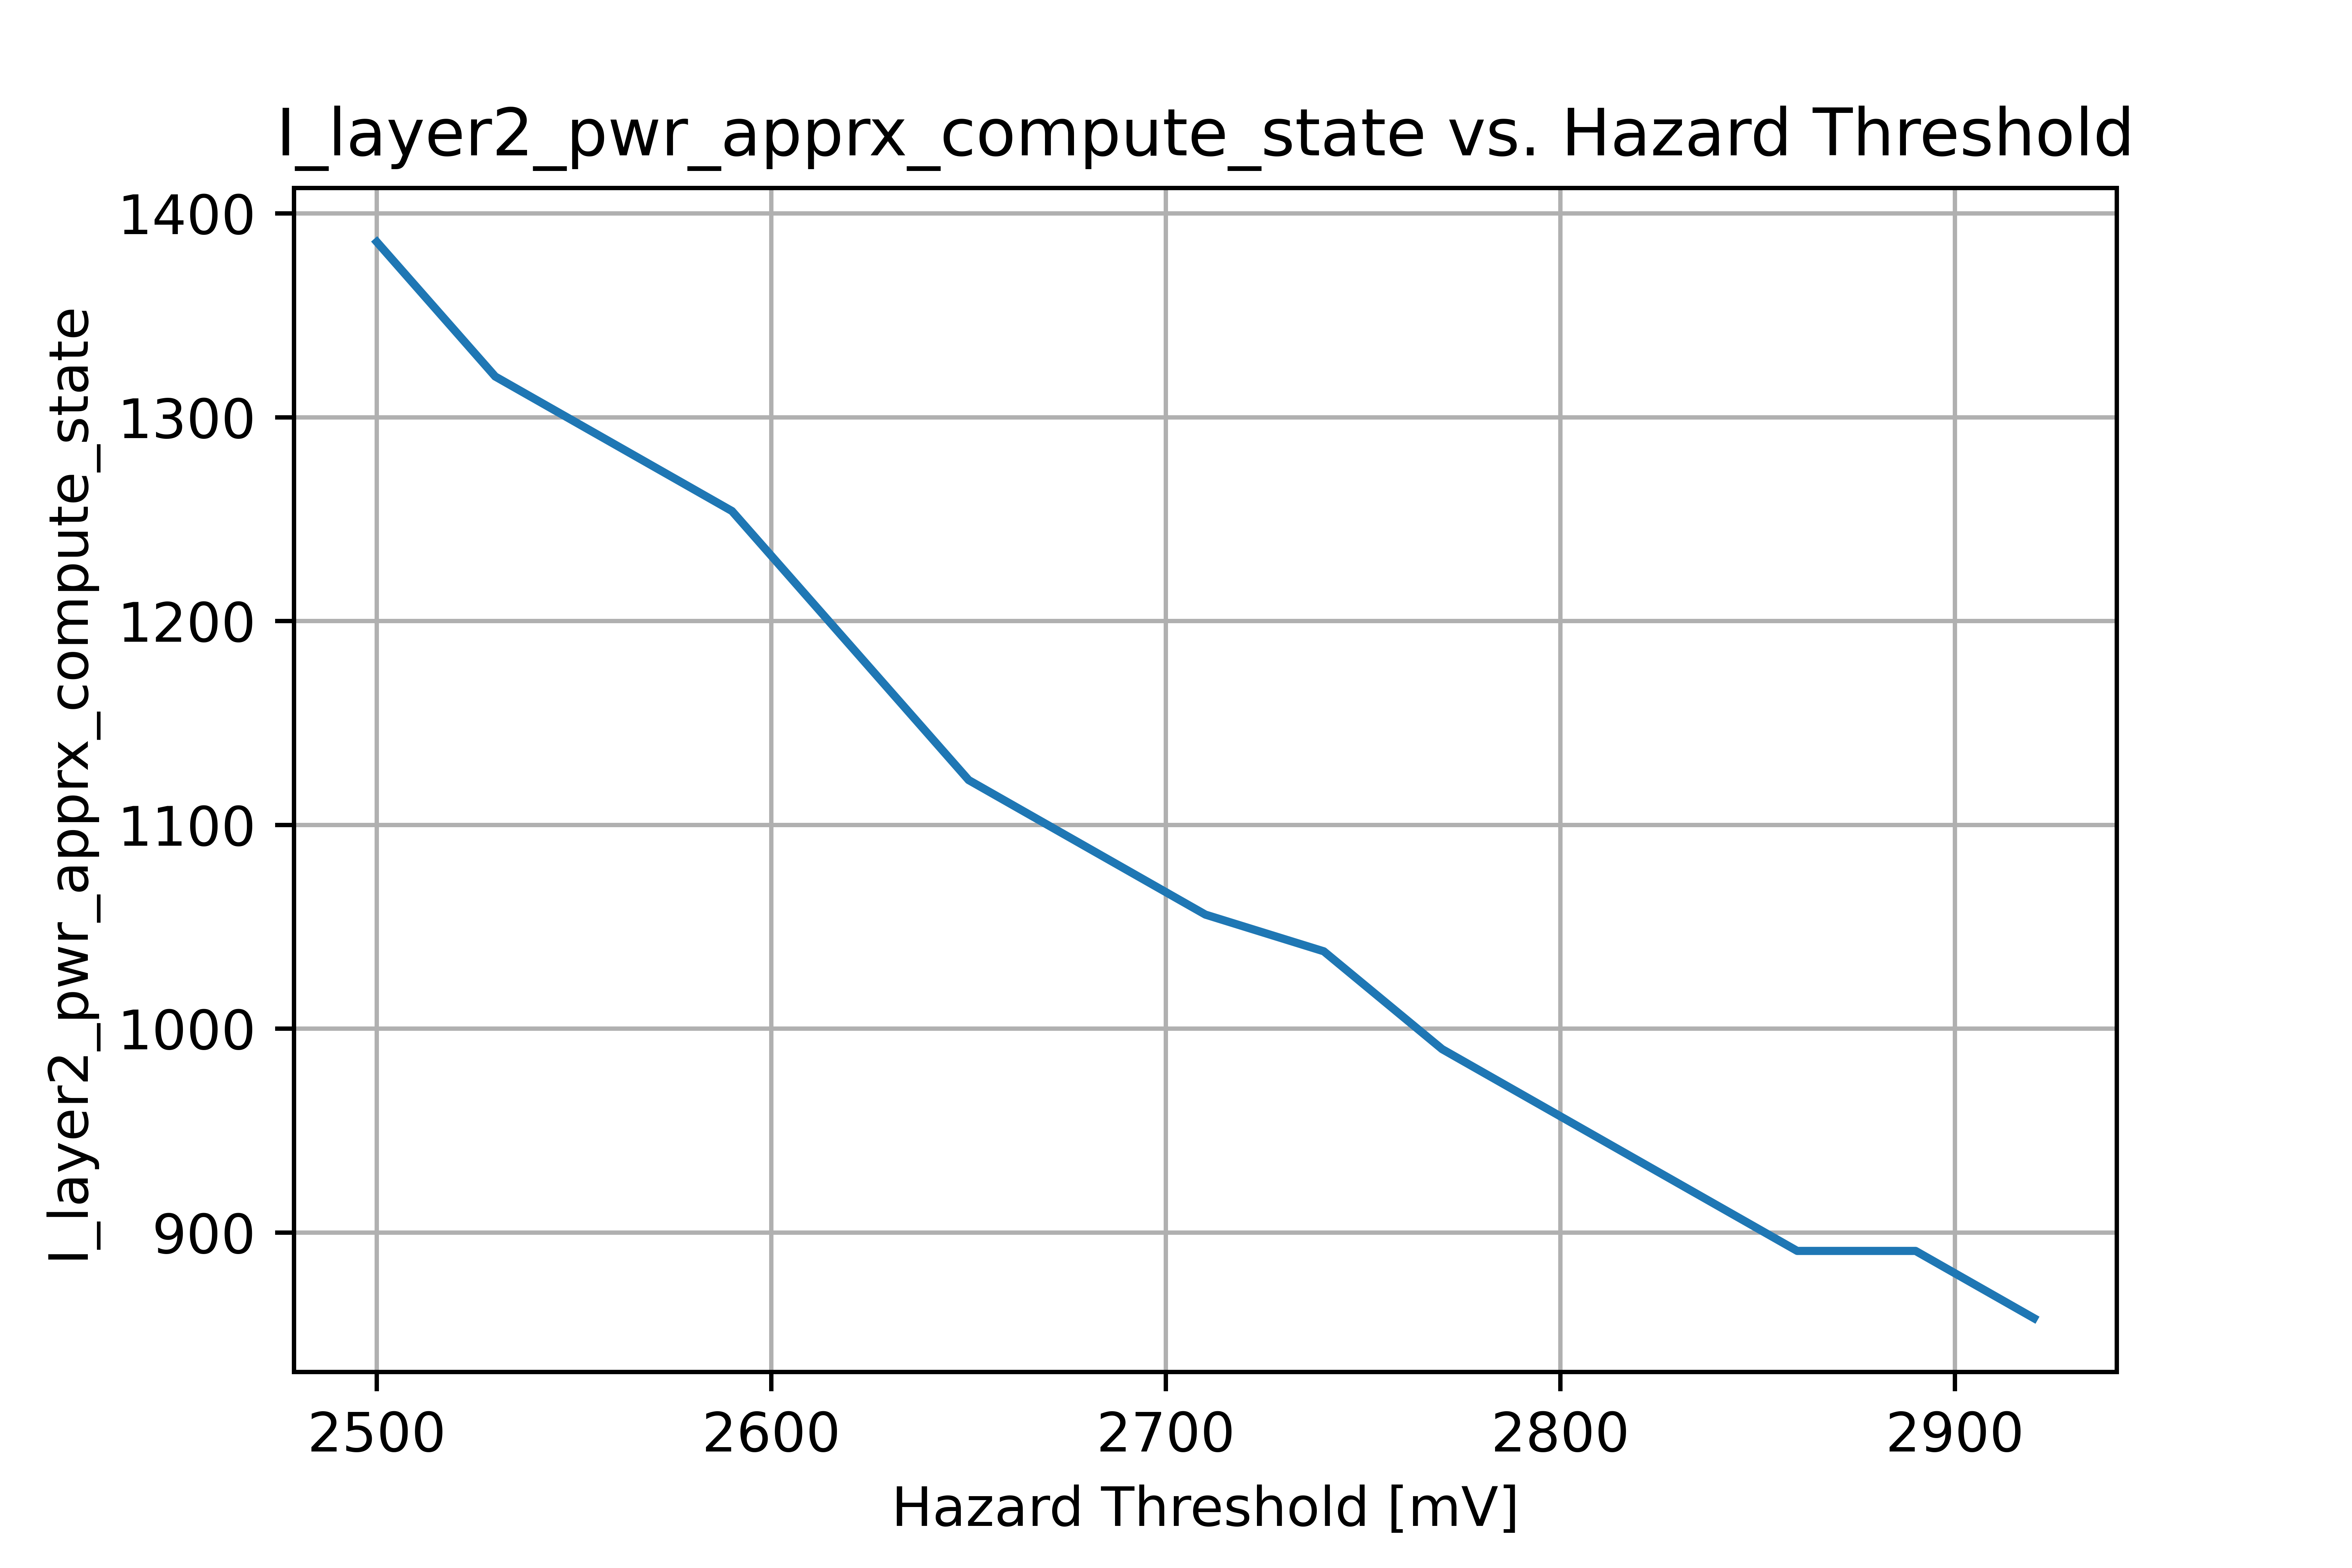 I_layer2_pwr_apprx_compute_state vs. Hazard Threshold
I_layer2_pwr_apprx_compute_state
1400
1300
1200
1100
1000
900
2500 2600 2700 2800 2900
Hazard Threshold [mV]